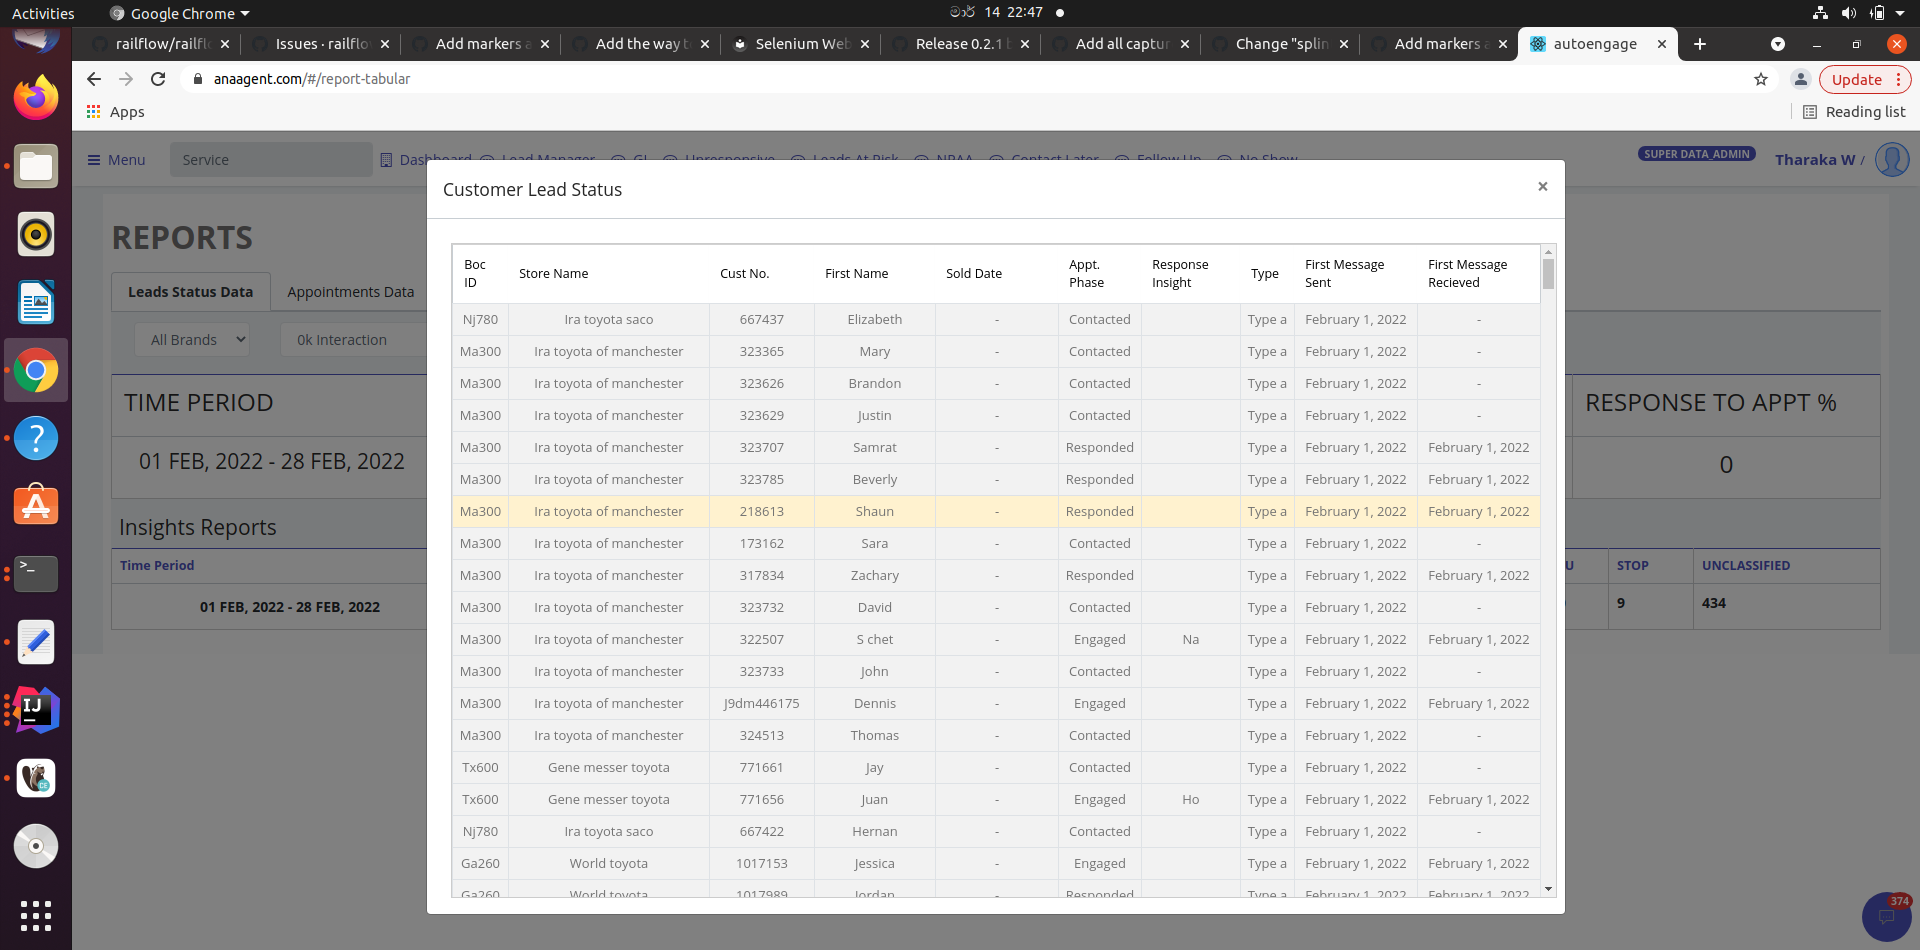 Activities
Google Chrome
මාර් 14 22:47
railflow/railfl
Issues · railflo
Add markers a
Add the way t
Selenium Web
Release 0.2.1 b
Add all captur
Change "splin
Add markers a
autoengage
anaagent.com/#/report-tabular
Update
Apps
Reading list
Menu
Service
Dashboard
Lead Manager
GI
Unresponsive
Leads At Risk
NRAA
Contact Later
Follow Up
No Show
SUPER DATA_ADMIN
Tharaka W /
REPORTS
Leads Status Data
Appointments Data
All Brands
0k Interaction
TIME PERIOD
01 FEB, 2022 - 28 FEB, 2022
RESPONSE TO APPT %
0
Insights Reports
Time Period
01 FEB, 2022 - 28 FEB, 2022
U STOP UNCLASSIFIED
9 434
Customer Lead Status
×
Boc ID Store Name Cust No. First Name Sold Date Appt. Phase Response Insight Type First Message Sent First Message Recieved
Nj780 Ira toyota saco 667437 Elizabeth - Contacted Type a February 1, 2022 -
Ma300 Ira toyota of manchester 323365 Mary - Contacted Type a February 1, 2022 -
Ma300 Ira toyota of manchester 323626 Brandon - Contacted Type a February 1, 2022 -
Ma300 Ira toyota of manchester 323629 Justin - Contacted Type a February 1, 2022 -
Ma300 Ira toyota of manchester 323707 Samrat - Responded Type a February 1, 2022 February 1, 2022
Ma300 Ira toyota of manchester 323785 Beverly - Responded Type a February 1, 2022 February 1, 2022
Ma300 Ira toyota of manchester 218613 Shaun - Responded Type a February 1, 2022 February 1, 2022
Ma300 Ira toyota of manchester 173162 Sara - Contacted Type a February 1, 2022 -
Ma300 Ira toyota of manchester 317834 Zachary - Responded Type a February 1, 2022 February 1, 2022
Ma300 Ira toyota of manchester 323732 David - Contacted Type a February 1, 2022 -
Ma300 Ira toyota of manchester 322507 S chet - Engaged Na Type a February 1, 2022 February 1, 2022
Ma300 Ira toyota of manchester 323733 John - Contacted Type a February 1, 2022 -
Ma300 Ira toyota of manchester J9dm446175 Dennis - Engaged Type a February 1, 2022 February 1, 2022
Ma300 Ira toyota of manchester 324513 Thomas - Contacted Type a February 1, 2022 -
Tx600 Gene messer toyota 771661 Jay - Contacted Type a February 1, 2022 -
Tx600 Gene messer toyota 771656 Juan - Engaged Ho Type a February 1, 2022 February 1, 2022
Nj780 Ira toyota saco 667422 Hernan - Contacted Type a February 1, 2022 -
Ga260 World toyota 1017153 Jessica - Engaged Type a February 1, 2022 February 1, 2022
Ga260 World toyota 1017989 Jordan - Responded Type a February 1, 2022 February 1, 2022
374